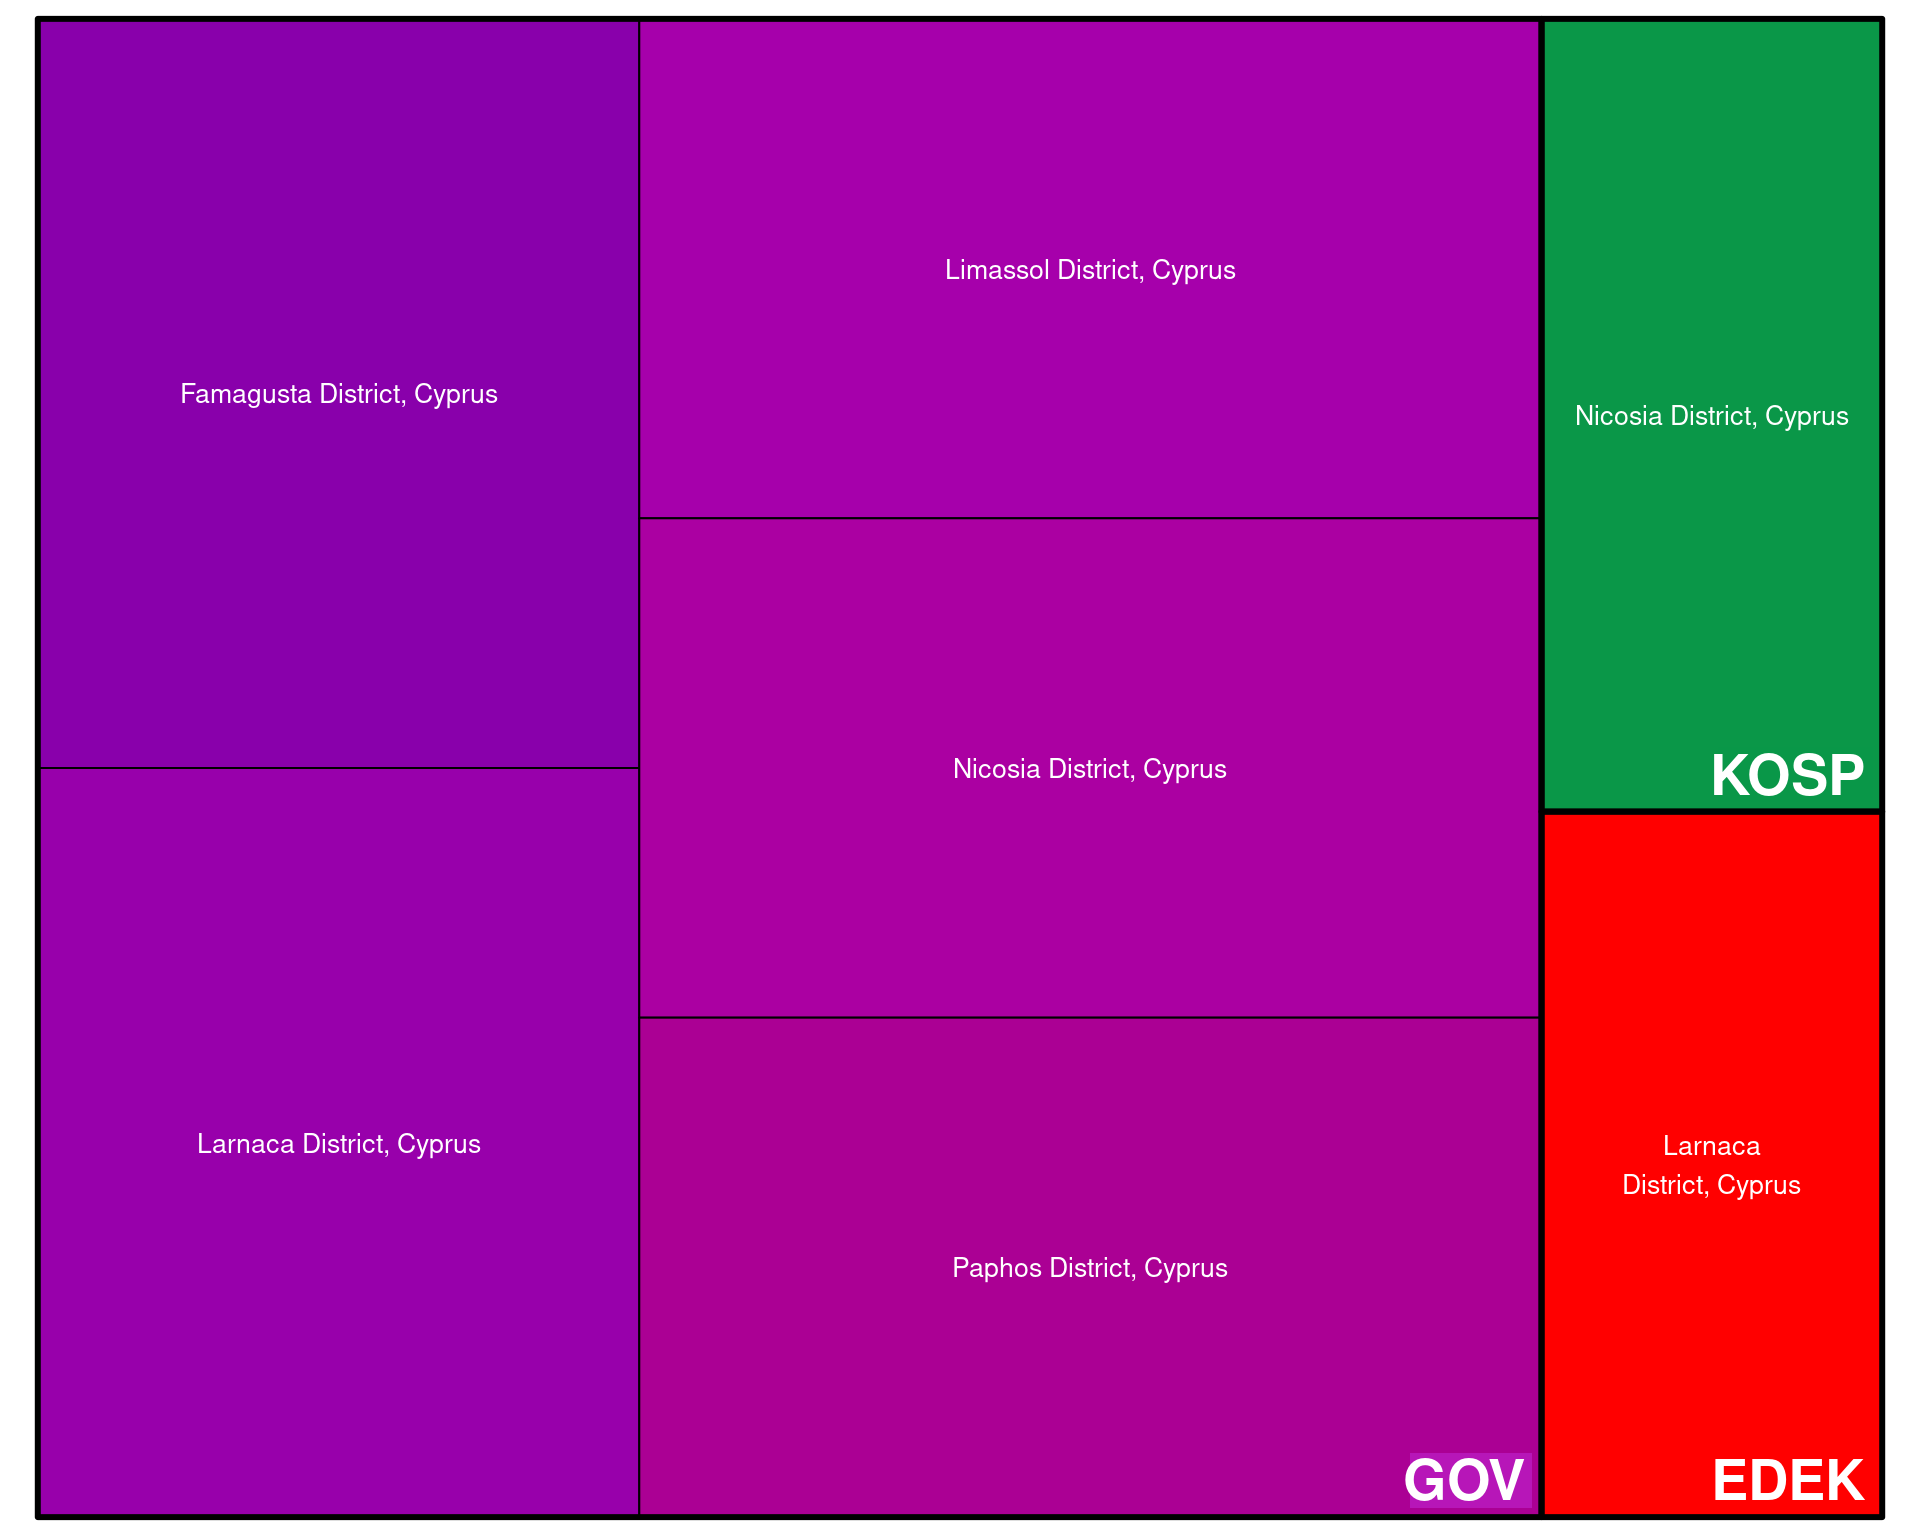 Famagusta District, Cyprus
Larnaca District, Cyprus
Limassol District, Cyprus
Nicosia District, Cyprus
Paphos District, Cyprus
GOV
Nicosia District, Cyprus
KOSP
Larnaca
District, Cyprus
EDEK